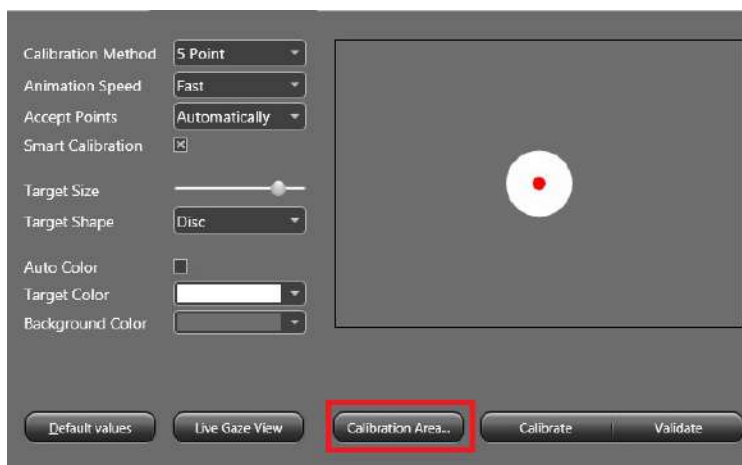 Calibration Method 5 Point
Animation Speed Fast
Accept Points Automatically
Smart Calibration
Target Size
Target Shape Disc
Auto Color
Target Color
Background Color
Default values Live Gaze View Calibration Area... Calibrate Validate